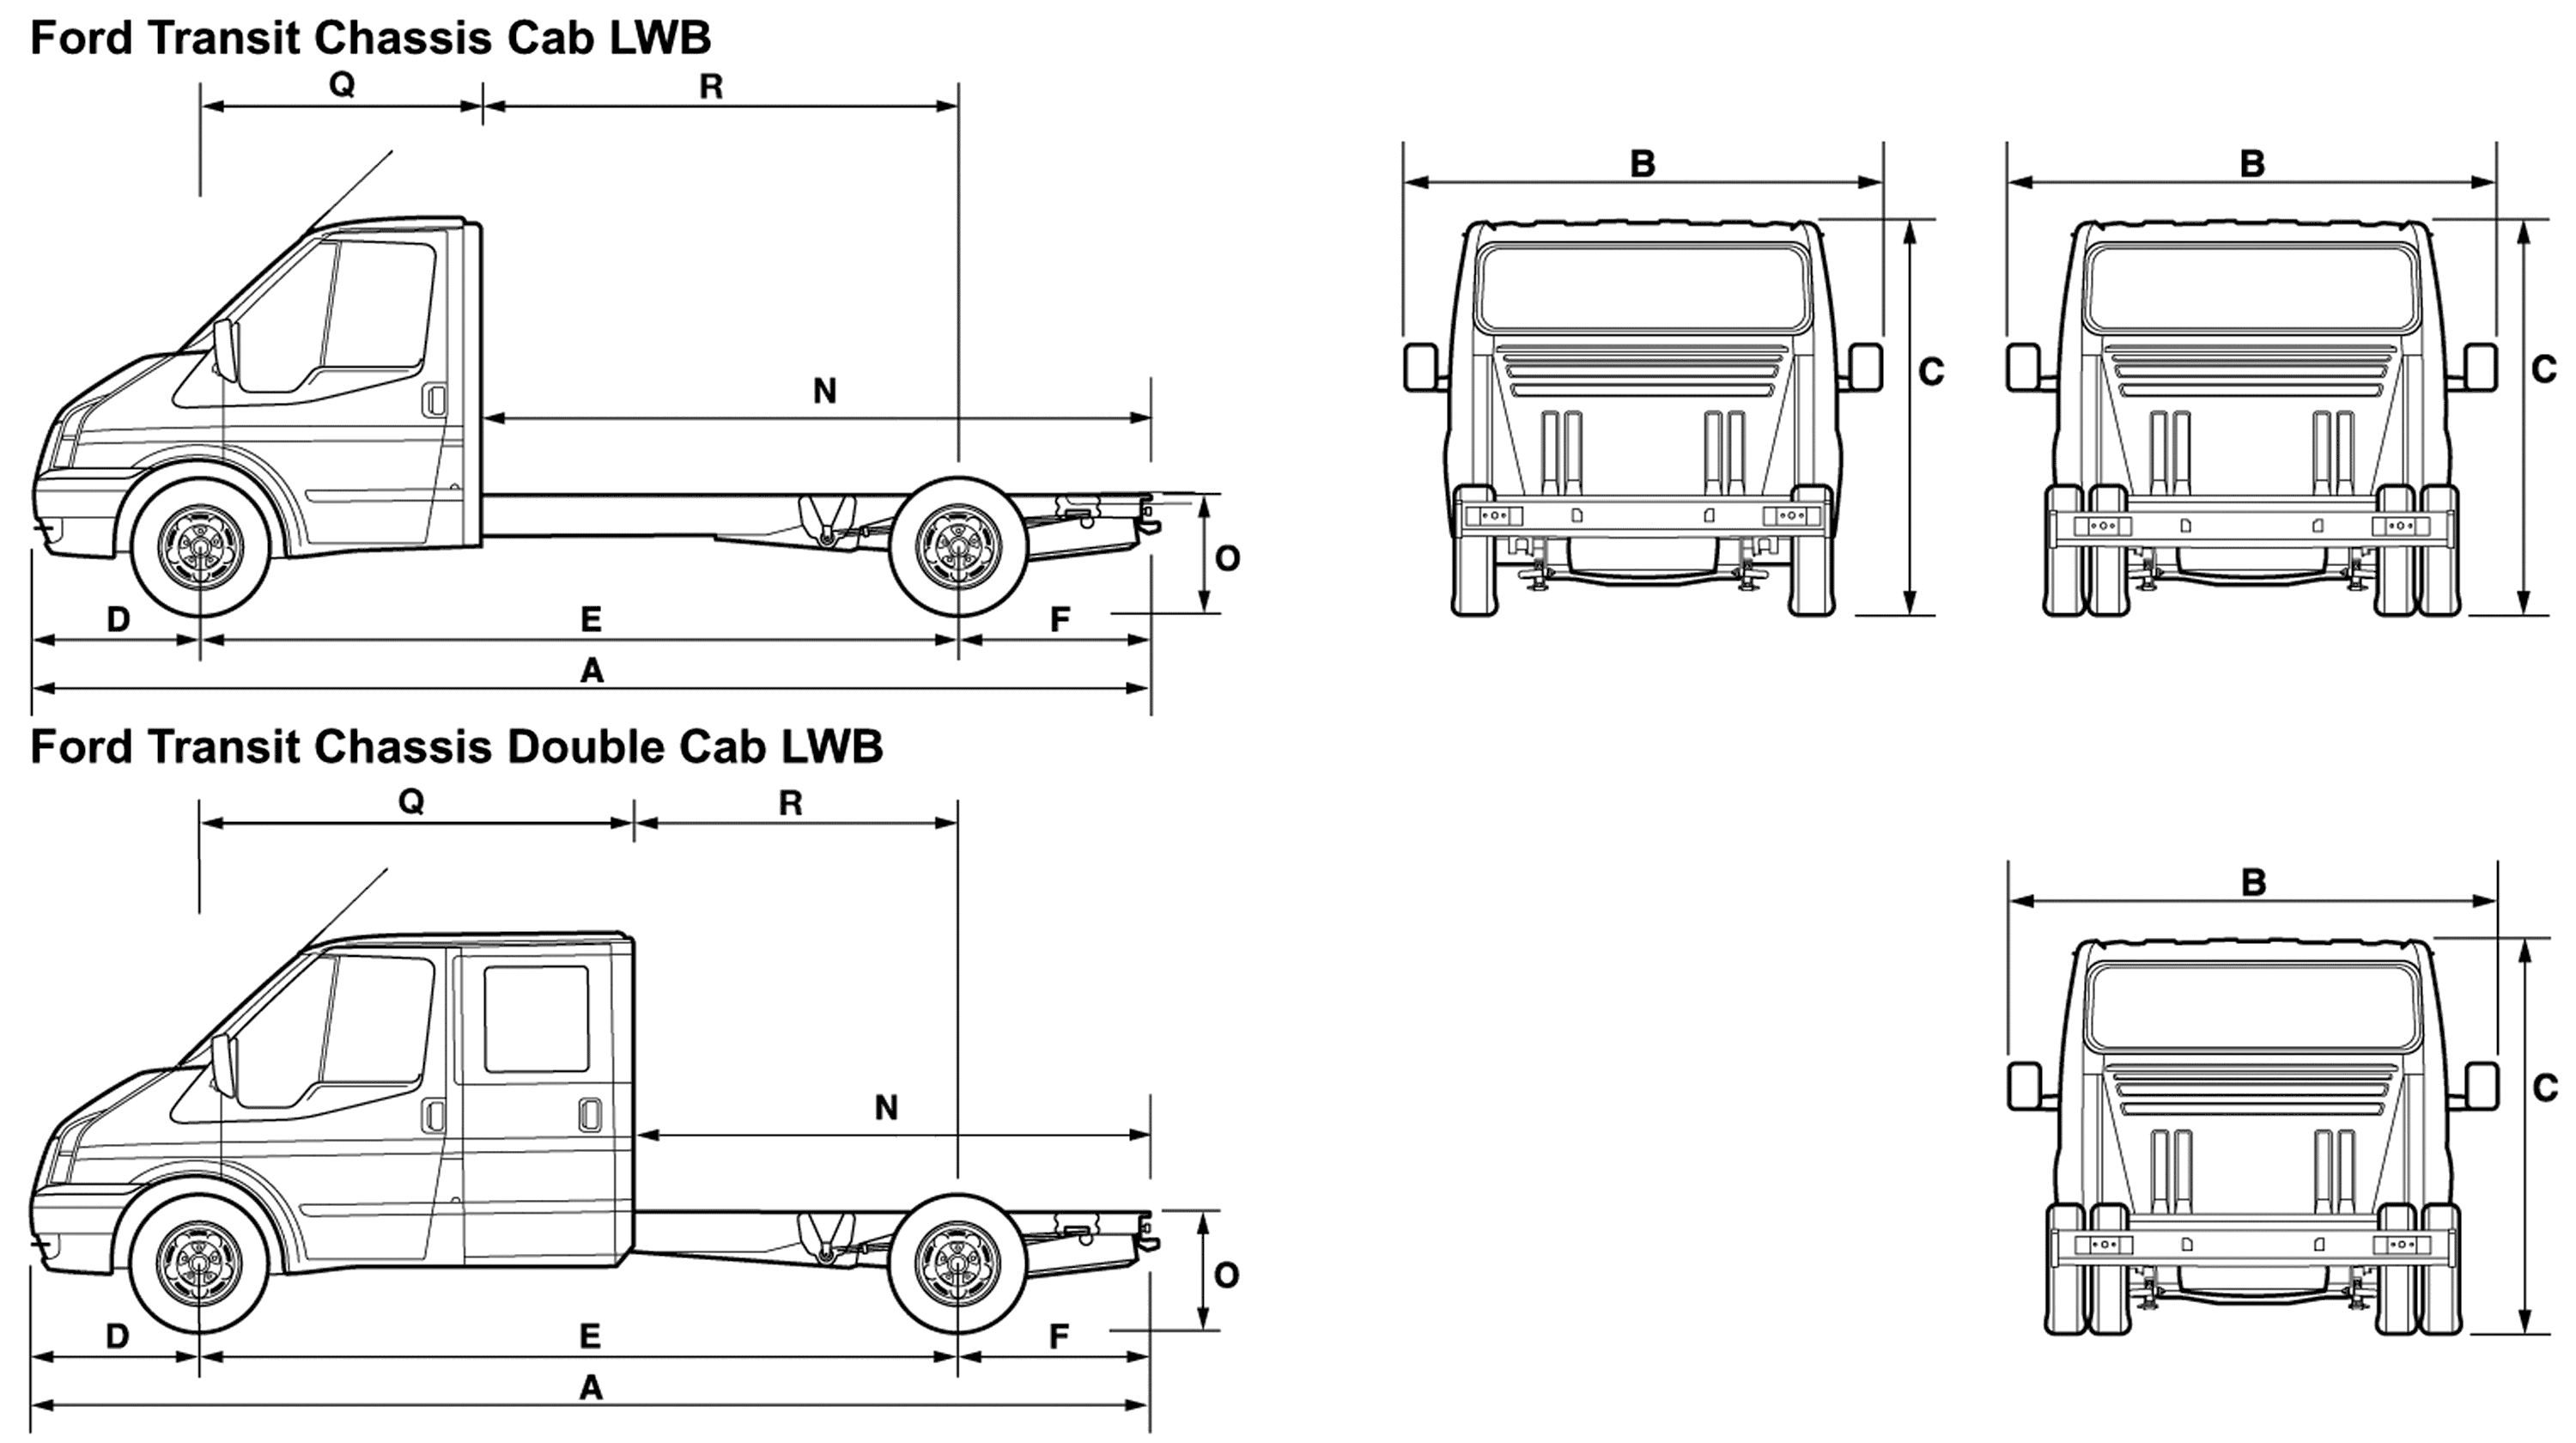 Ford Transit Chassis Cab LWB
Q R
B B
C C
N
O
D E F
A
Ford Transit Chassis Double Cab LWB
Q R
B
C
N
O
D E F
A